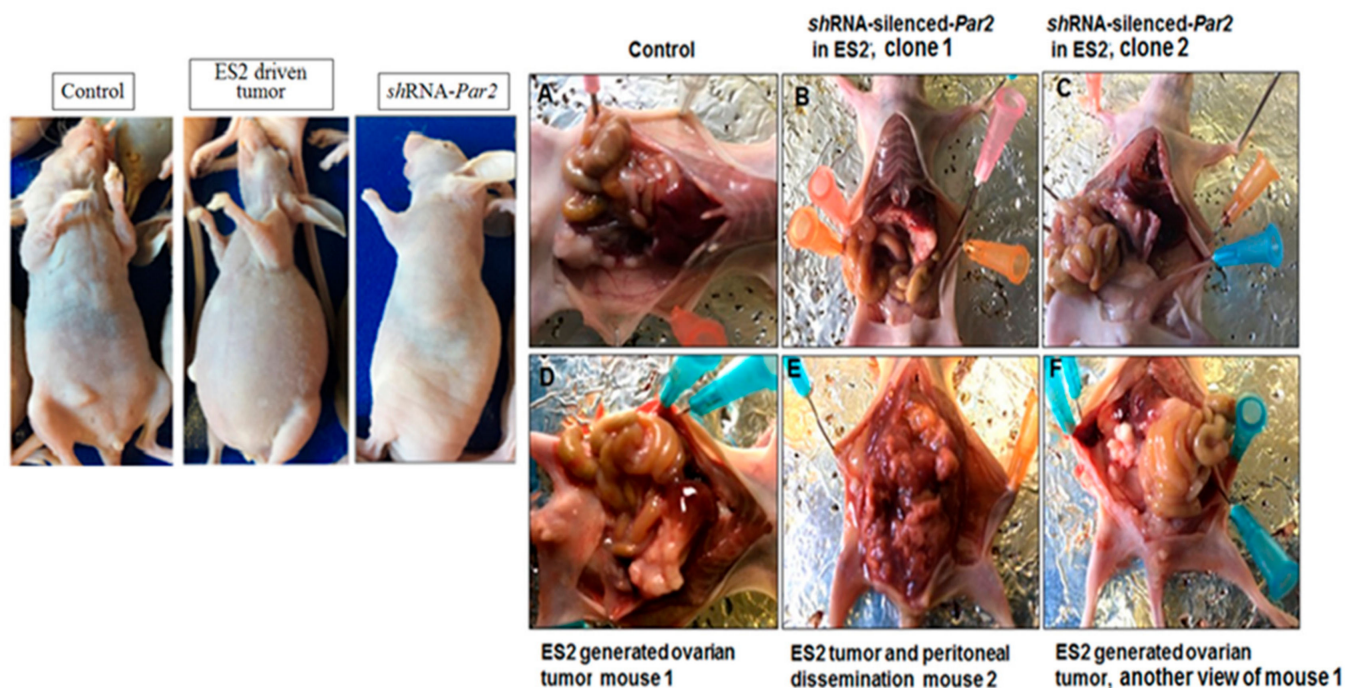 Control
ES2 driven
tumor
shRNA-Par2
Control
shRNA-silenced-Par2
in ES2, clone 1
shRNA-silenced-Par2
in ES2, clone 2
A
B
C
D
E
F
ES2 generated ovarian
tumor mouse 1
ES2 tumor and peritoneal
dissemination mouse 2
ES2 generated ovarian
tumor, another view of mouse 1